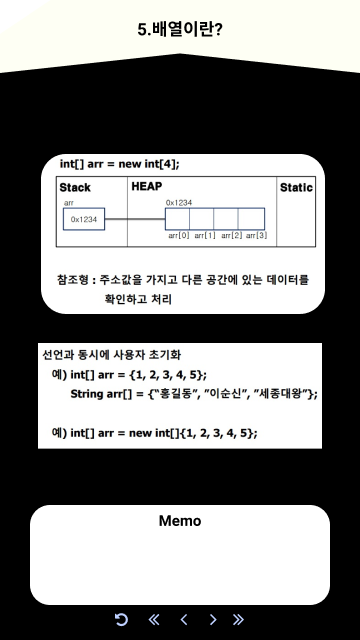 5.배열이란?
int[] arr = new int[4];
Stack HEAP Static
arr 0x1234
0x1234
arr[0] arr[1] arr[2] arr[3]
참조형 : 주소값을 가지고 다른 공간에 있는 데이터를
확인하고 처리
선언과 동시에 사용자 초기화
예) int[] arr = {1, 2, 3, 4, 5};
String arr[] = {“홍길동”, ”이순신”, ”세종대왕”};
예) int[] arr = new int[]{1, 2, 3, 4, 5};
Memo